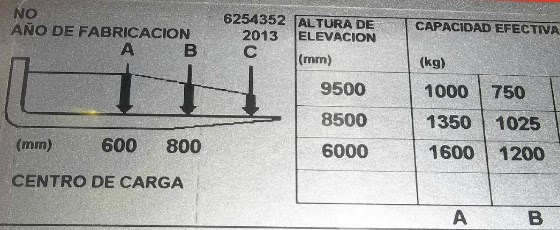 NO 6254352
AÑO DE FABRICACION 2013
A B C
(mm) 600 800
CENTRO DE CARGA
ALTURA DE ELEVACION (mm) CAPACIDAD EFECTIVA (kg)
9500 1000 750
8500 1350 1025
6000 1600 1200
A B